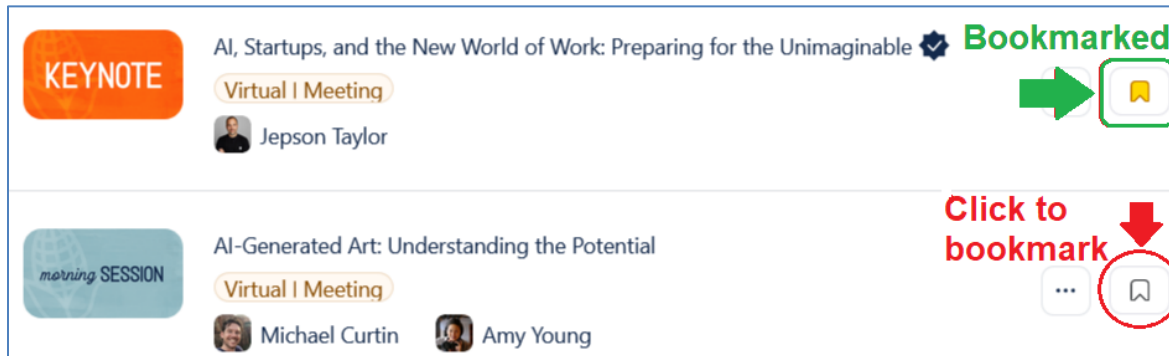 KEYNOTE
AI, Startups, and the New World of Work: Preparing for the Unimaginable
Bookmarked
Virtual | Meeting
Jepson Taylor
morning SESSION
AI-Generated Art: Understanding the Potential
Click to
bookmark
Virtual | Meeting
...
Michael Curtin
Amy Young